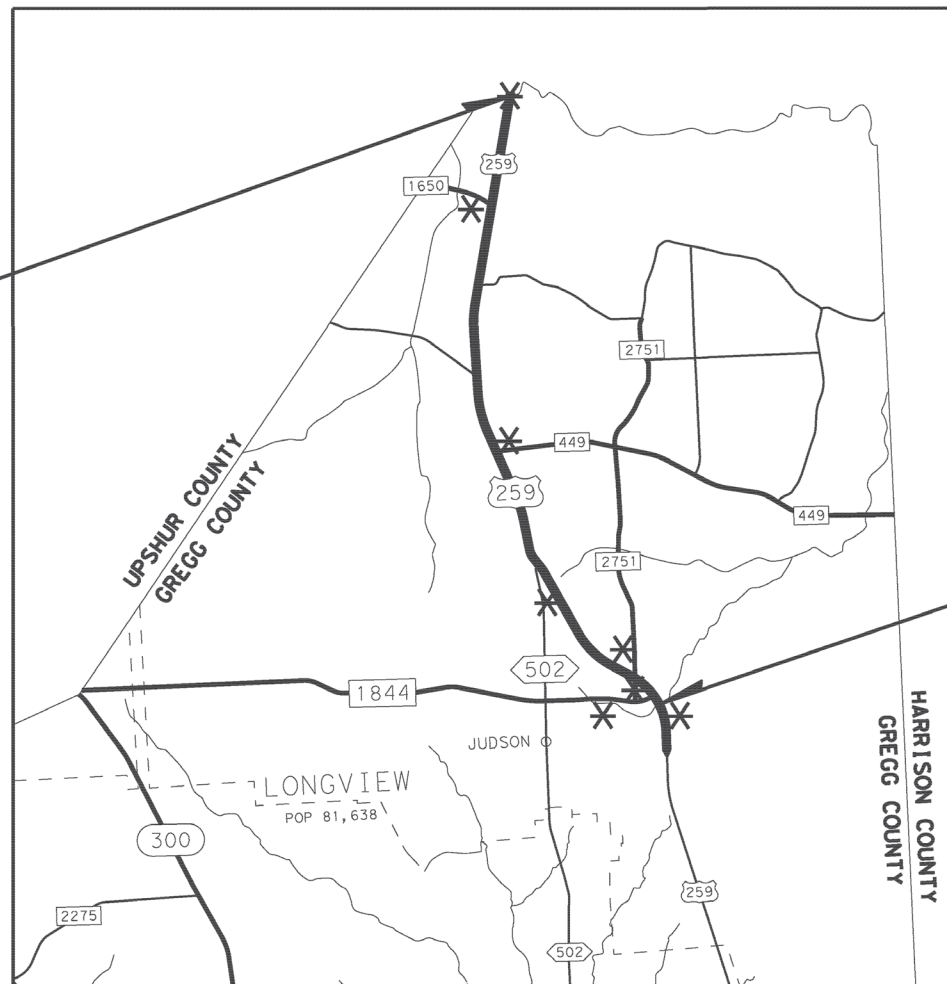 259
1650
2751
449
UPSHUR COUNTY
GREGG COUNTY
259
449
2751
502
1844
HARRISON COUNTY
GREGG COUNTY
JUDSON
LONGVIEW
POP 81,638
300
259
2275
502